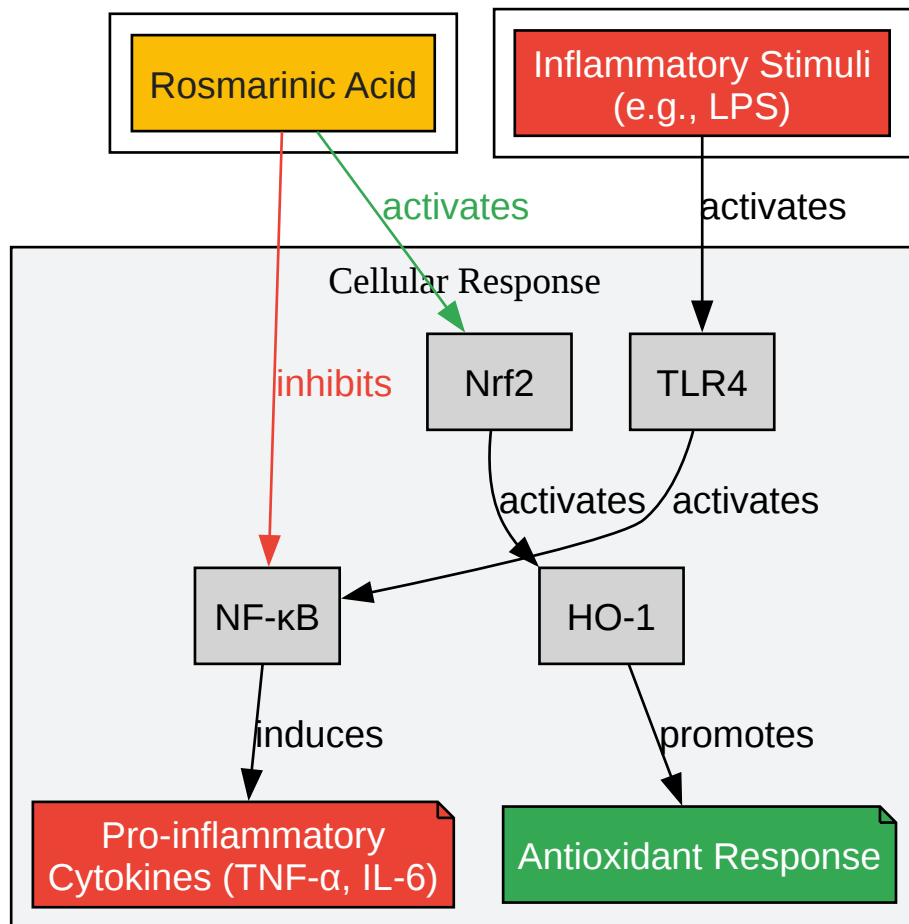 Rosmarinic Acid
Inflammatory Stimuli
(e.g., LPS)
activates
activates
Cellular Response
inhibits
Nrf2
TLR4
activates
activates
NF-κB
HO-1
induces
promotes
Pro-inflammatory
Cytokines (TNF-α, IL-6)
Antioxidant Response